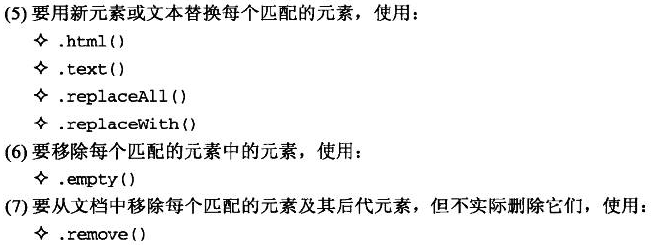 (5) 要用新元素或文本替换每个匹配的元素，使用：
✧ .html()
✧ .text()
✧ .replaceAll()
✧ .replaceWith()
(6) 要移除每个匹配的元素中的元素，使用：
✧ .empty()
(7) 要从文档中移除每个匹配的元素及其后代元素，但不实际删除它们，使用：
✧ .remove()